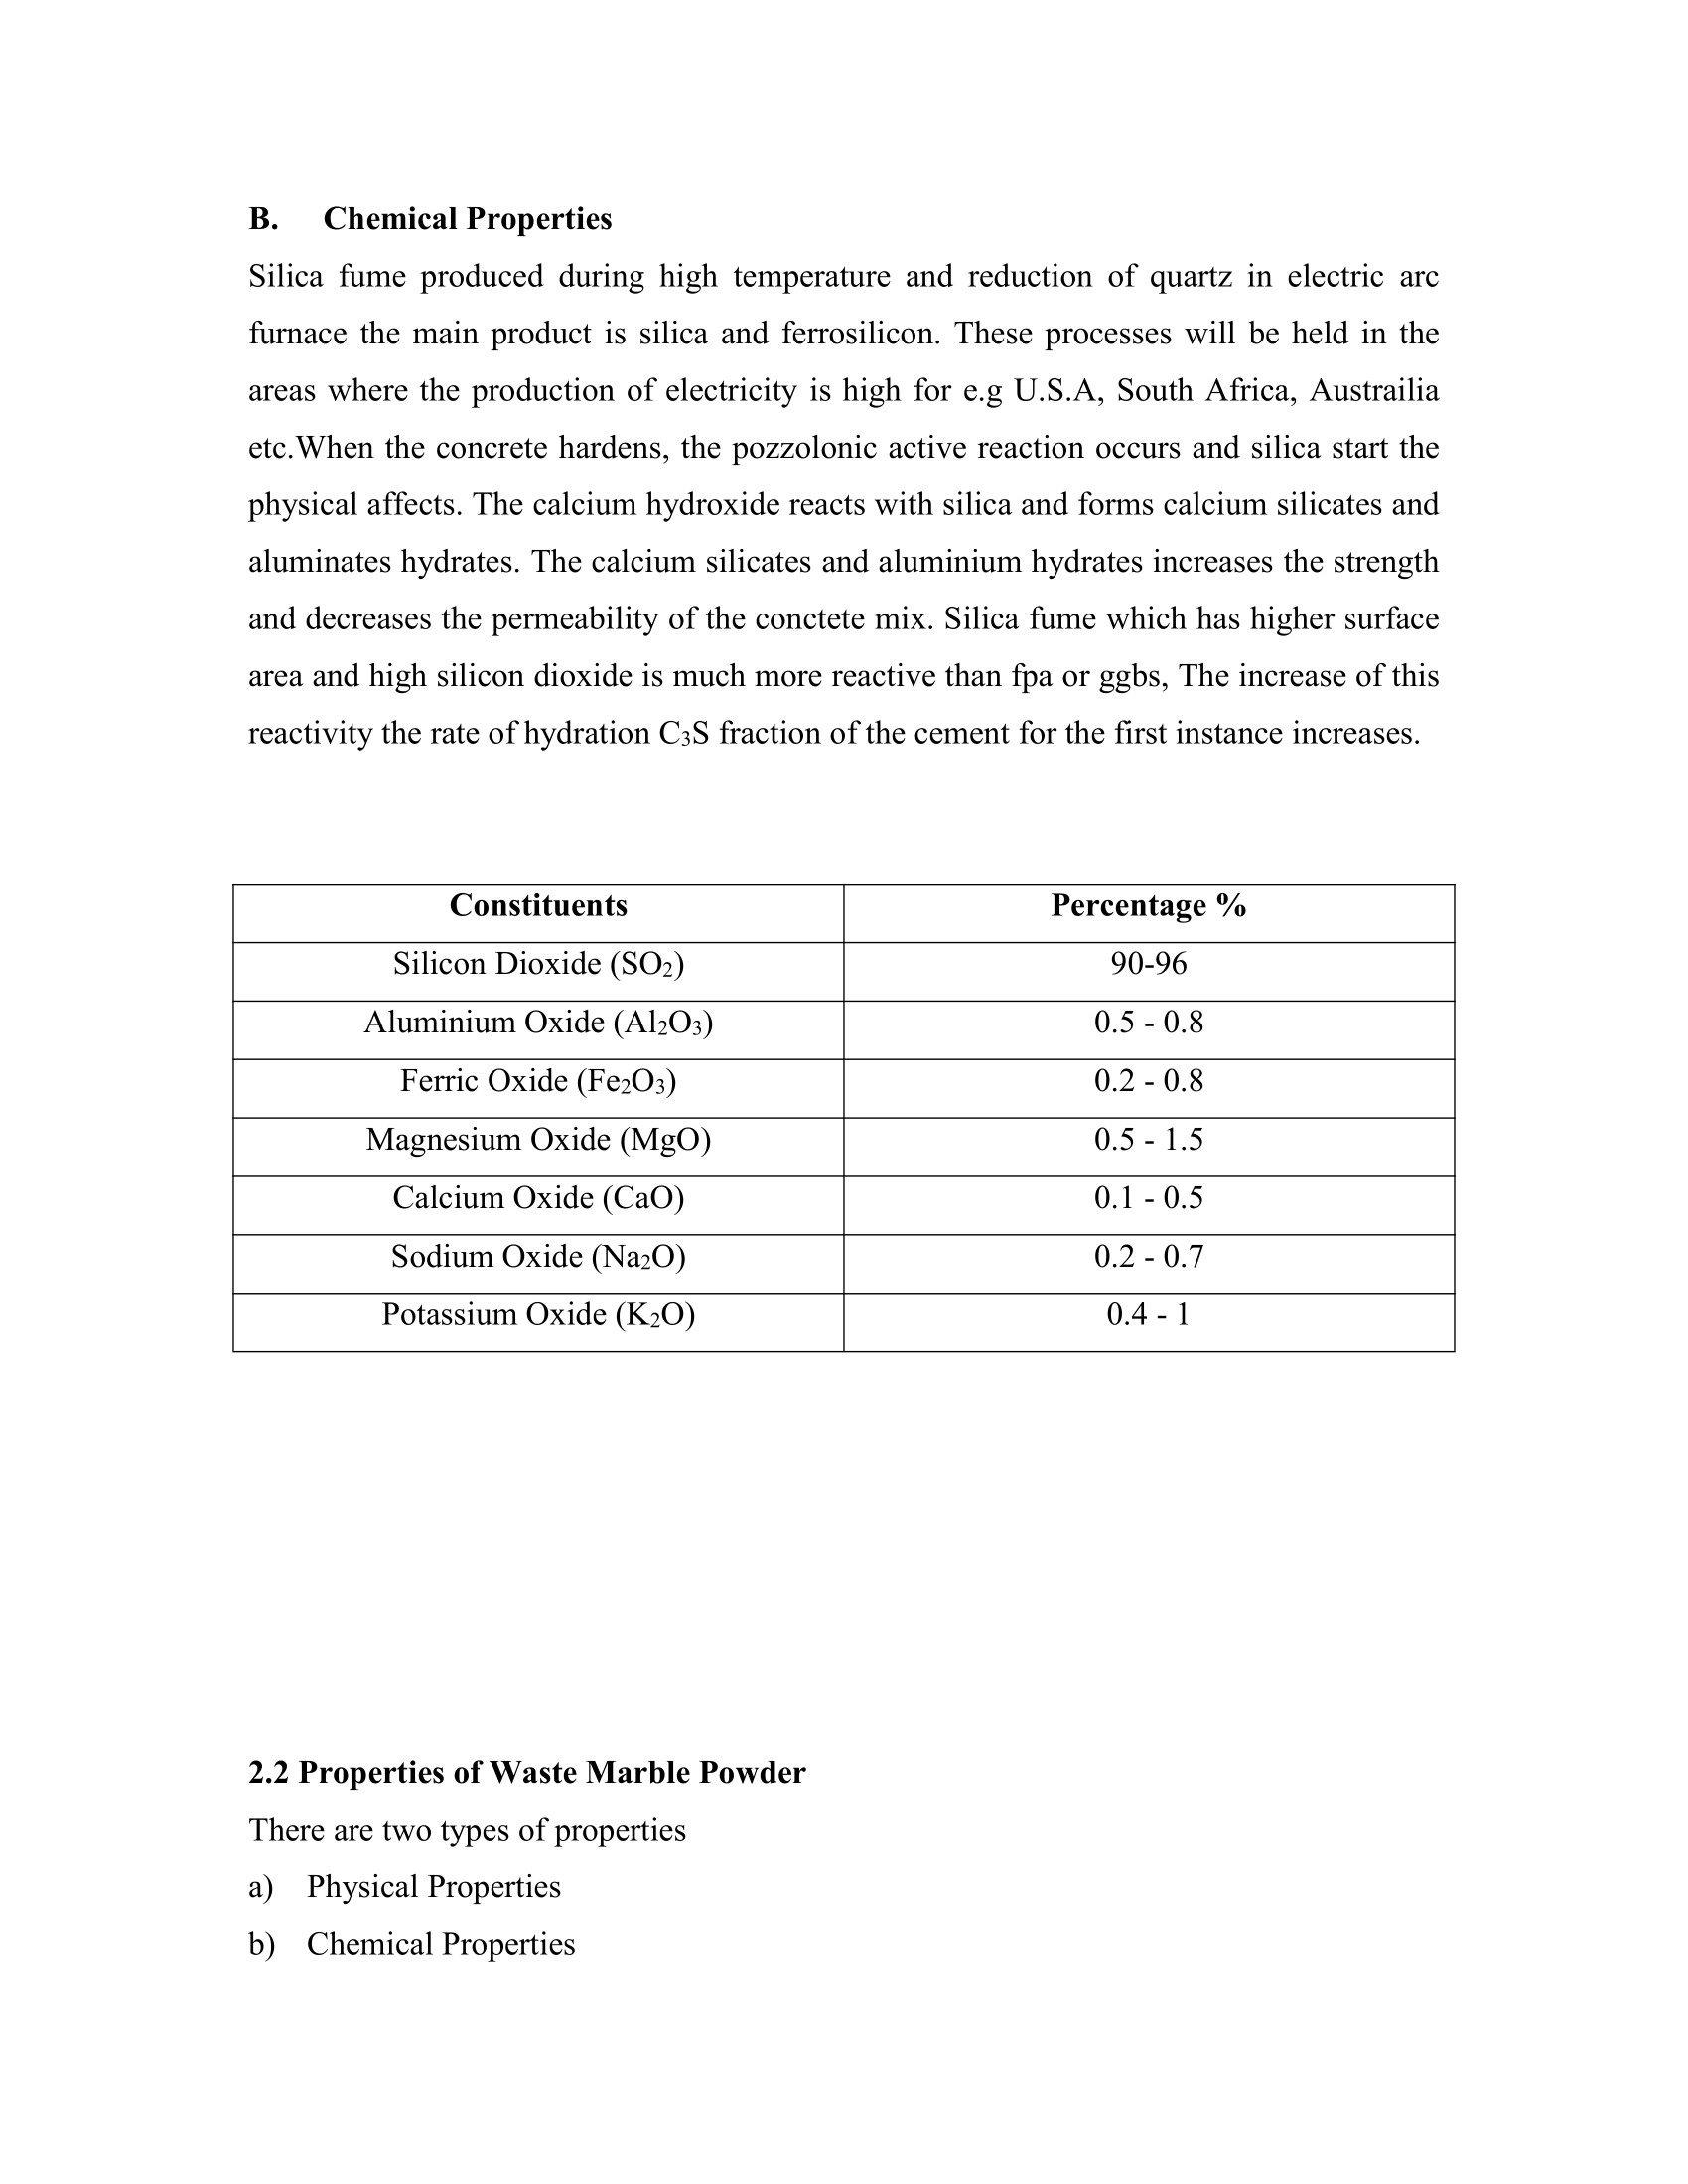 B. Chemical Properties
Silica fume produced during high temperature and reduction of quartz in electric arc
furnace the main product is silica and ferrosilicon. These processes will be held in the
areas where the production of electricity is high for e.g U.S.A, South Africa, Austrailia
etc.When the concrete hardens, the pozzolonic active reaction occurs and silica start the
physical affects. The calcium hydroxide reacts with silica and forms calcium silicates and
aluminates hydrates. The calcium silicates and aluminium hydrates increases the strength
and decreases the permeability of the conctete mix. Silica fume which has higher surface
area and high silicon dioxide is much more reactive than fpa or ggbs, The increase of this
reactivity the rate of hydration C₃S fraction of the cement for the first instance increases.
Constituents Percentage %
Silicon Dioxide (SO₂) 90-96
Aluminium Oxide (Al₂O₃) 0.5 - 0.8
Ferric Oxide (Fe₂O₃) 0.2 - 0.8
Magnesium Oxide (MgO) 0.5 - 1.5
Calcium Oxide (CaO) 0.1 - 0.5
Sodium Oxide (Na₂O) 0.2 - 0.7
Potassium Oxide (K₂O) 0.4 - 1
2.2 Properties of Waste Marble Powder
There are two types of properties
a) Physical Properties
b) Chemical Properties